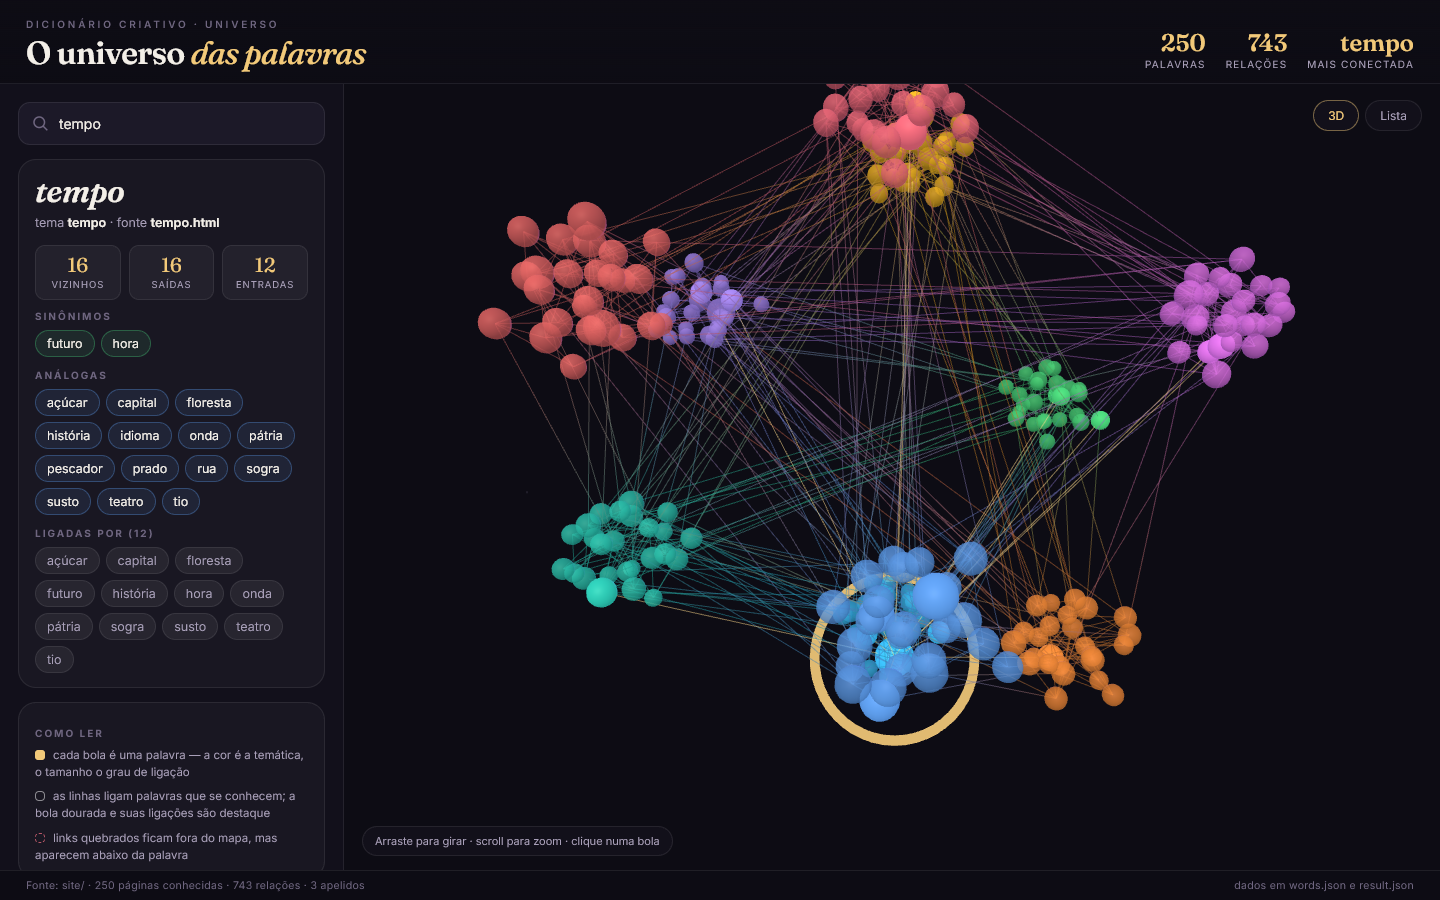 DICIONÁRIO CRIATIVO · UNIVERSO
O universo das palavras
250 743 tempo
PALAVRAS RELAÇÕES MAIS CONECTADA
tempo
tempo
tema tempo · fonte tempo.html
16 16 12
VIZINHOS SAÍDAS ENTRADAS
SINÔNIMOS
futuro hora
ANÁLOGAS
açúcar capital floresta
história idioma onda pátria
pescador prado rua sogra
susto teatro tio
LIGADAS POR (12)
açúcar capital floresta
futuro história hora onda
pátria sogra susto teatro
tio
COMO LER
cada bola é uma palavra — a cor é a temática,
o tamanho o grau de ligação
as linhas ligam palavras que se conhecem; a
bola dourada e suas ligações são destaque
links quebrados ficam fora do mapa, mas
aparecem abaixo da palavra
3D Lista
Arraste para girar · scroll para zoom · clique numa bola
Fonte: site/ · 250 páginas conhecidas · 743 relações · 3 apelidos
dados em words.json e result.json